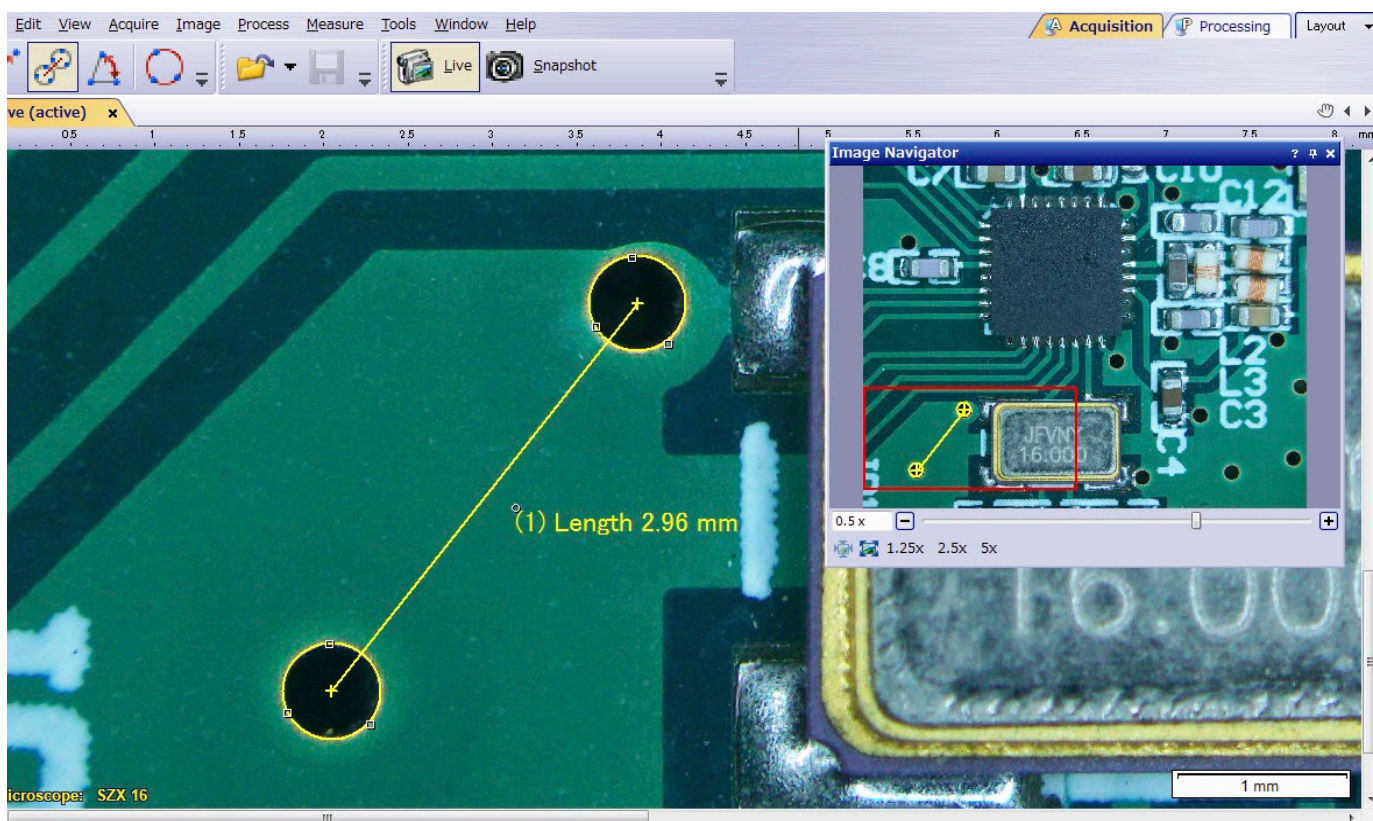 Edit View Acquire Image Process Measure Tools Window Help
Acquisition Processing Layout
Live Snapshot
ve (active)
0.5 1 1.5 2 2.5 3 3.5 4 4.5 5 5.5 6 6.5 7 7.5 8 mm
Image Navigator
C7
C10
C12
C8
L2
L3
C3
C4
JFVNY
16.000
0.5 x
1.25x 2.5x 5x
(1) Length 2.96 mm
16.000
icroscope: SZX 16
1 mm